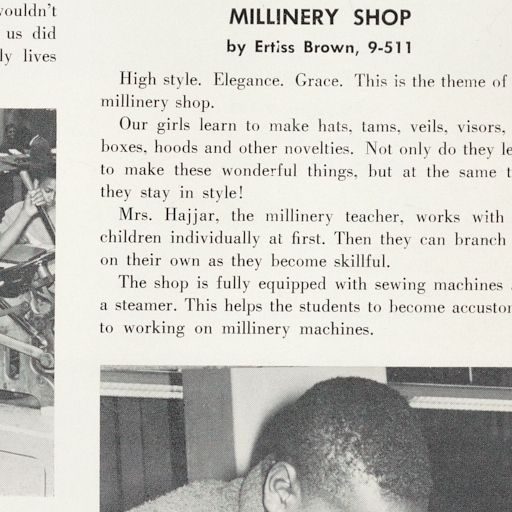 wouldn't
us did
lives
MILLINERY SHOP
by Ertiss Brown, 9-511
High style. Elegance. Grace. This is the theme of
millinery shop.
Our girls learn to make hats, tams, veils, visors,
boxes, hoods and other novelties. Not only do they
to make these wonderful things, but at the same
they stay in style!
Mrs. Hajjar, the millinery teacher, works with
children individually at first. Then they can branch
on their own as they become skillful.
The shop is fully equipped with sewing machines
a steamer. This helps the students to become
to working on millinery machines.